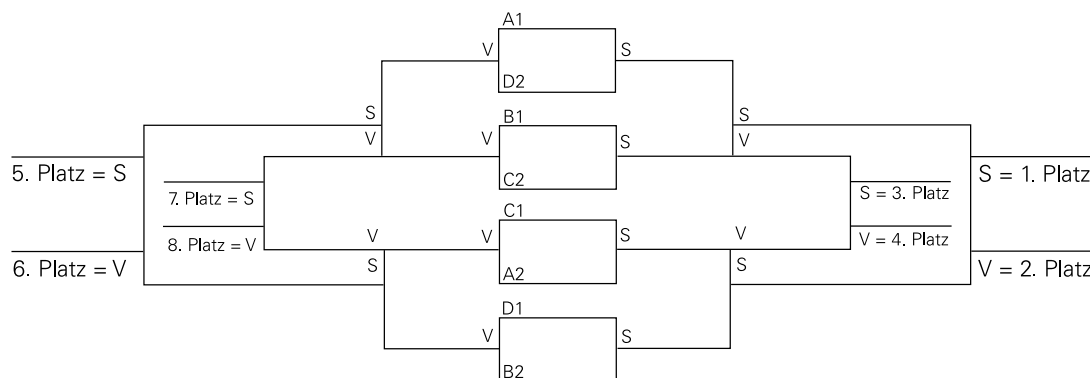 A1
V
S
D2
S
S
B1
V
V
S
V
5. Platz = S
C2
S = 1. Platz
7. Platz = S
S = 3. Platz
C1
8. Platz = V
V
V
S
V
V = 4. Platz
6. Platz = V
S
A2
S
V = 2. Platz
D1
V
S
B2